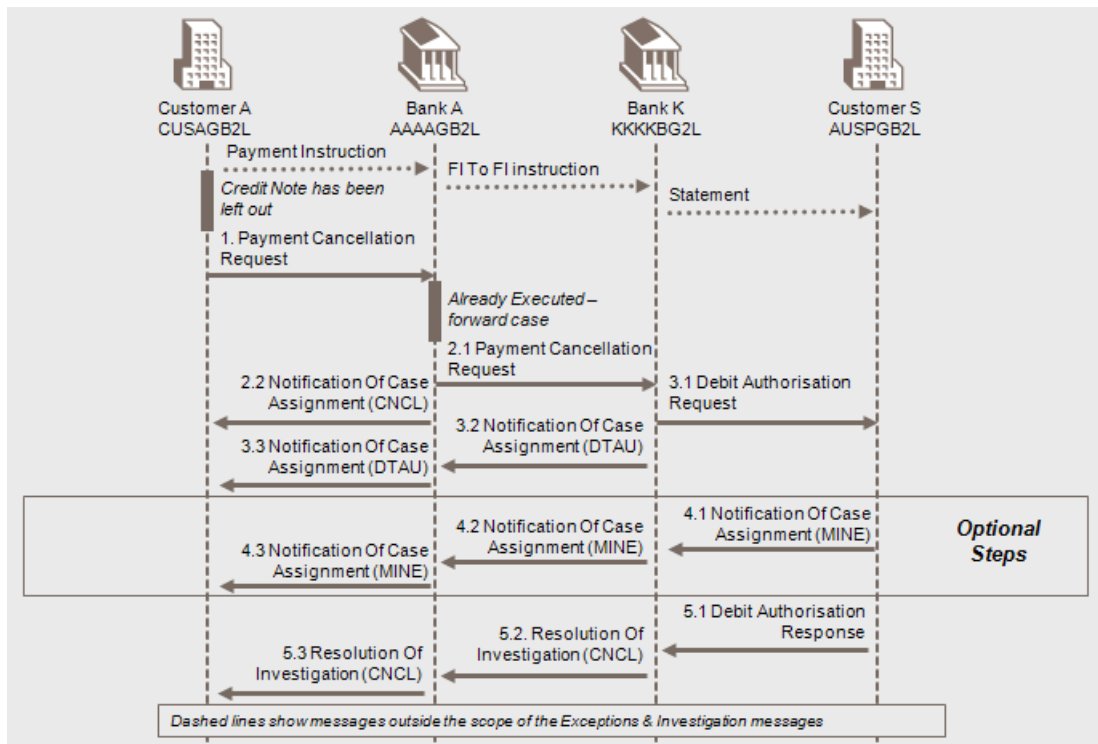 Customer A
CUSAGB2L
Bank A
AAAAGB2L
Bank K
KKKKBG2L
Customer S
AUSPGB2L
Payment Instruction
FI To FI instruction
Statement
Credit Note has been
left out
1. Payment Cancellation
Request
Already Executed –
forward case
2.1 Payment Cancellation
Request
2.2 Notification Of Case
Assignment (CNCL)
3.1 Debit Authorisation
Request
3.2 Notification Of Case
Assignment (DTAU)
3.3 Notification Of Case
Assignment (DTAU)
4.1 Notification Of Case
Assignment (MINE)
4.2 Notification Of Case
Assignment (MINE)
4.3 Notification Of Case
Assignment (MINE)
Optional
Steps
5.1 Debit Authorisation
Response
5.2. Resolution Of
Investigation (CNCL)
5.3 Resolution Of
Investigation (CNCL)
Dashed lines show messages outside the scope of the Exceptions & Investigation messages